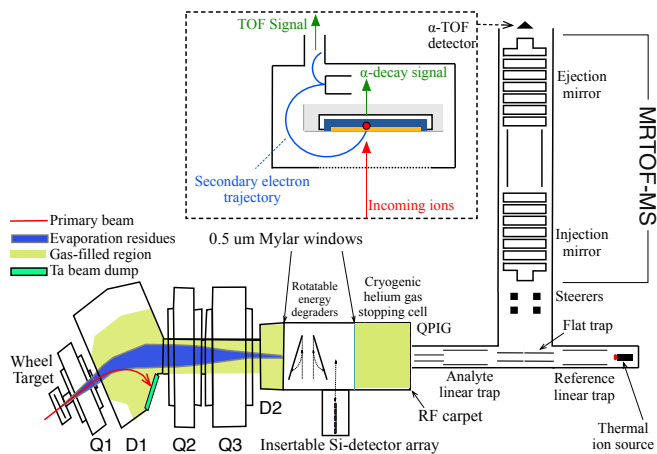 TOF Signal
α-decay signal
Secondary electron
trajectory
Incoming ions
α-TOF
detector
Ejection
mirror
MRTOF-MS
Injection
mirror
Steerers
Flat trap
Primary beam
Evaporation residues
Gas-filled region
Ta beam dump
0.5 um Mylar windows
Rotatable
energy
degraders
Cryogenic
helium gas
stopping cell
QPIG
Wheel
Target
Analyte
linear trap
Reference
linear trap
RF carpet
Thermal
ion source
Q1
D1
Q2
Q3
D2
Insertable Si-detector array